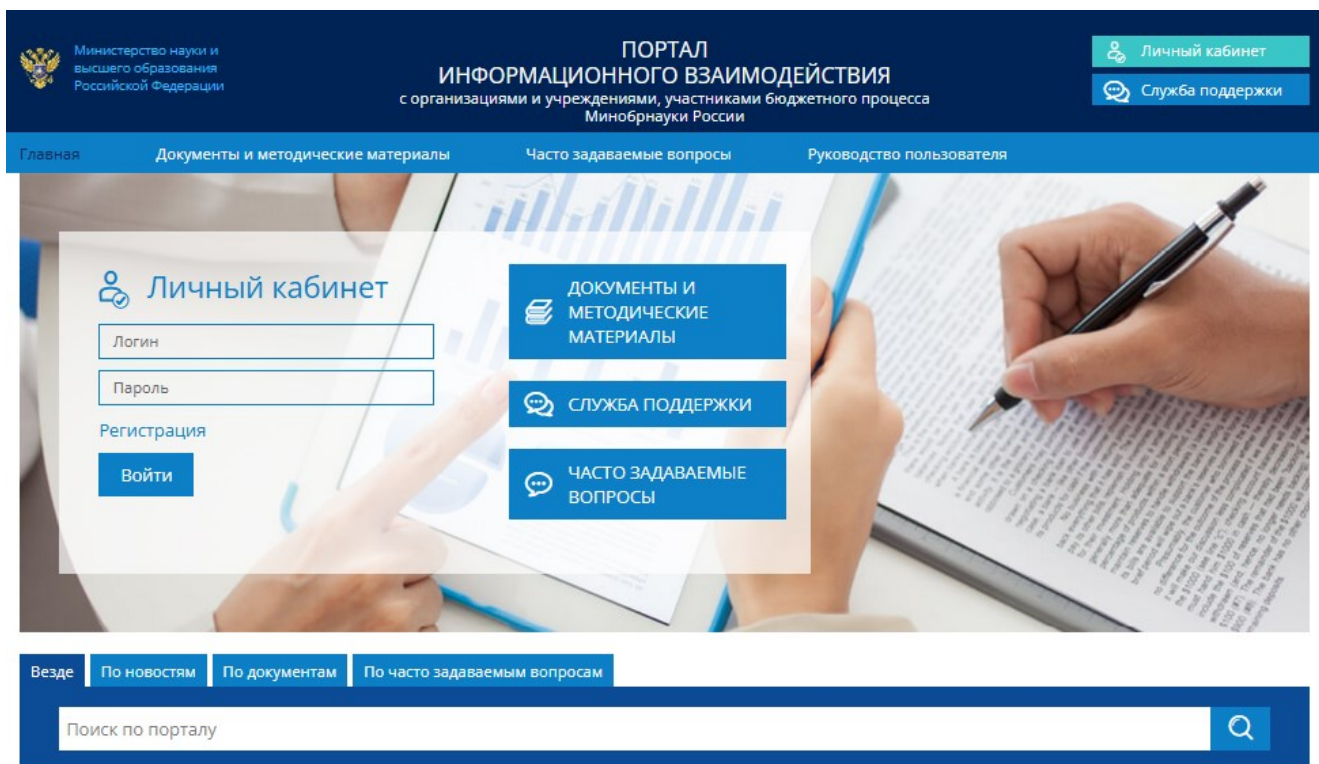 Министерство науки и
высшего образования
Российской Федерации
ПОРТАЛ
ИНФОРМАЦИОННОГО ВЗАИМОДЕЙСТВИЯ
с организациями и учреждениями, участниками бюджетного процесса
Минобрнауки России
Личный кабинет
Служба поддержки
Главная
Документы и методические материалы
Часто задаваемые вопросы
Руководство пользователя
Личный кабинет
Логин
Пароль
Регистрация
Войти
ДОКУМЕНТЫ И
МЕТОДИЧЕСКИЕ
МАТЕРИАЛЫ
СЛУЖБА ПОДДЕРЖКИ
ЧАСТО ЗАДАВАЕМЫЕ
ВОПРОСЫ
Везде
По новостям
По документам
По часто задаваемым вопросам
Поиск по порталу